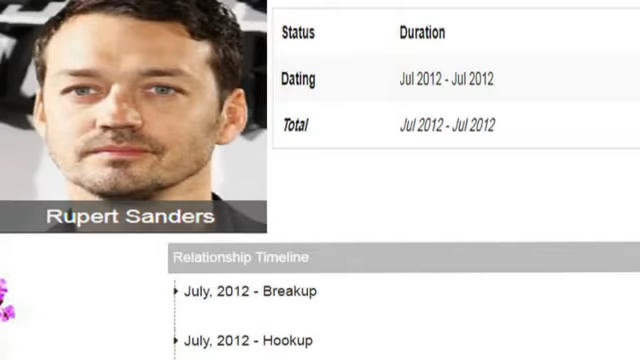 Rupert Sanders
Status Duration
Dating Jul 2012 - Jul 2012
Total Jul 2012 - Jul 2012
Relationship Timeline
July, 2012 - Breakup
July, 2012 - Hookup